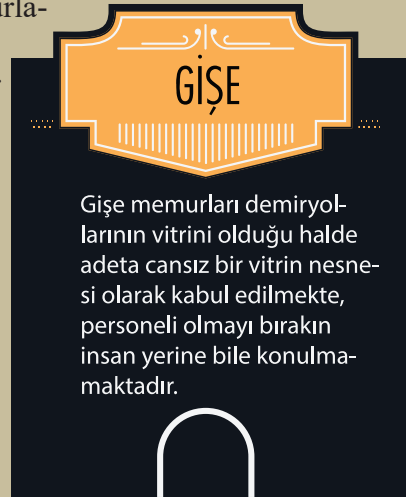 urla-
GİŞE
Gişe memurları demiryol-
larının vitrini olduğu halde
adeta cansız bir vitrin nesne-
si olarak kabul edilmekte,
personeli olmayı bırakın
insan yerine bile konulma-
maktadır.